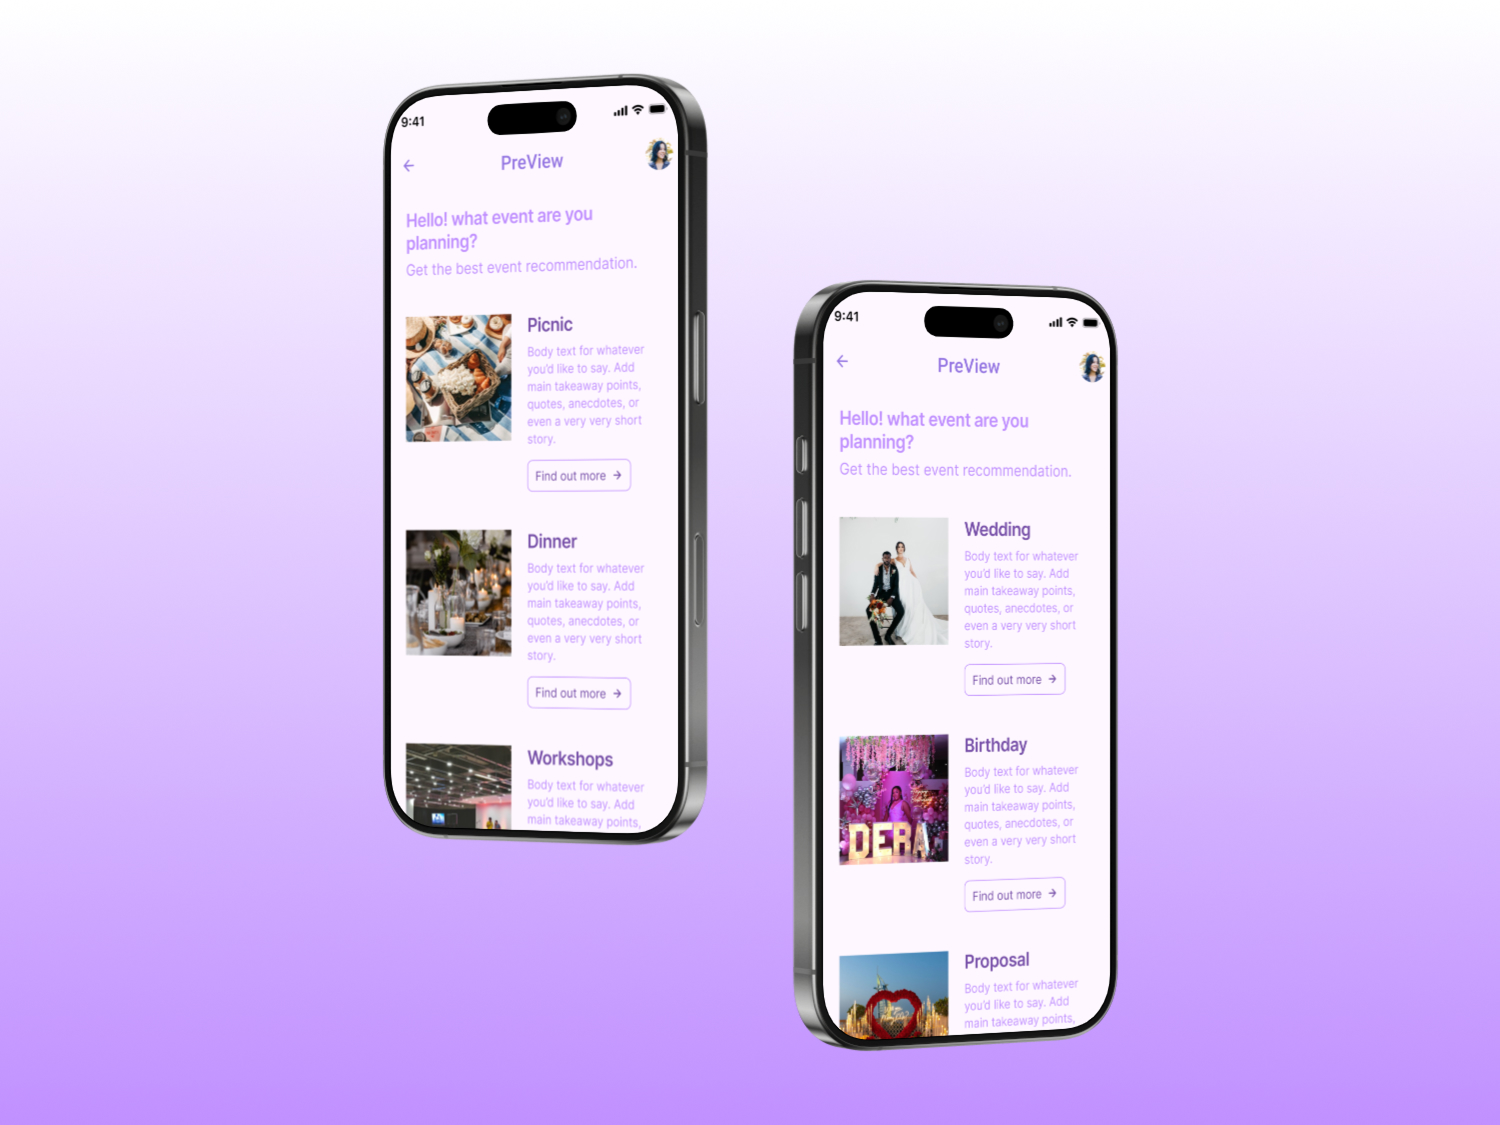 9:41
PreView
Hello! what event are you
planning?
Get the best event recommendation.
Picnic
Body text for whatever
you'd like to say. Add
main takeaway points,
quotes, anecdotes, or
even a very very short
story.
Find out more →
Dinner
Body text for whatever
you'd like to say. Add
main takeaway points,
quotes, anecdotes, or
even a very very short
story.
Find out more →
Workshops
Body text for whatever
you'd like to say. Add
main takeaway points,
9:41
PreView
Hello! what event are you
planning?
Get the best event recommendation.
Wedding
Body text for whatever
you'd like to say. Add
main takeaway points,
quotes, anecdotes, or
even a very very short
story.
Find out more →
Birthday
DERA
Body text for whatever
you'd like to say. Add
main takeaway points,
quotes, anecdotes, or
even a very very short
story.
Find out more →
Proposal
Body text for whatever
you'd like to say. Add
main takeaway points,